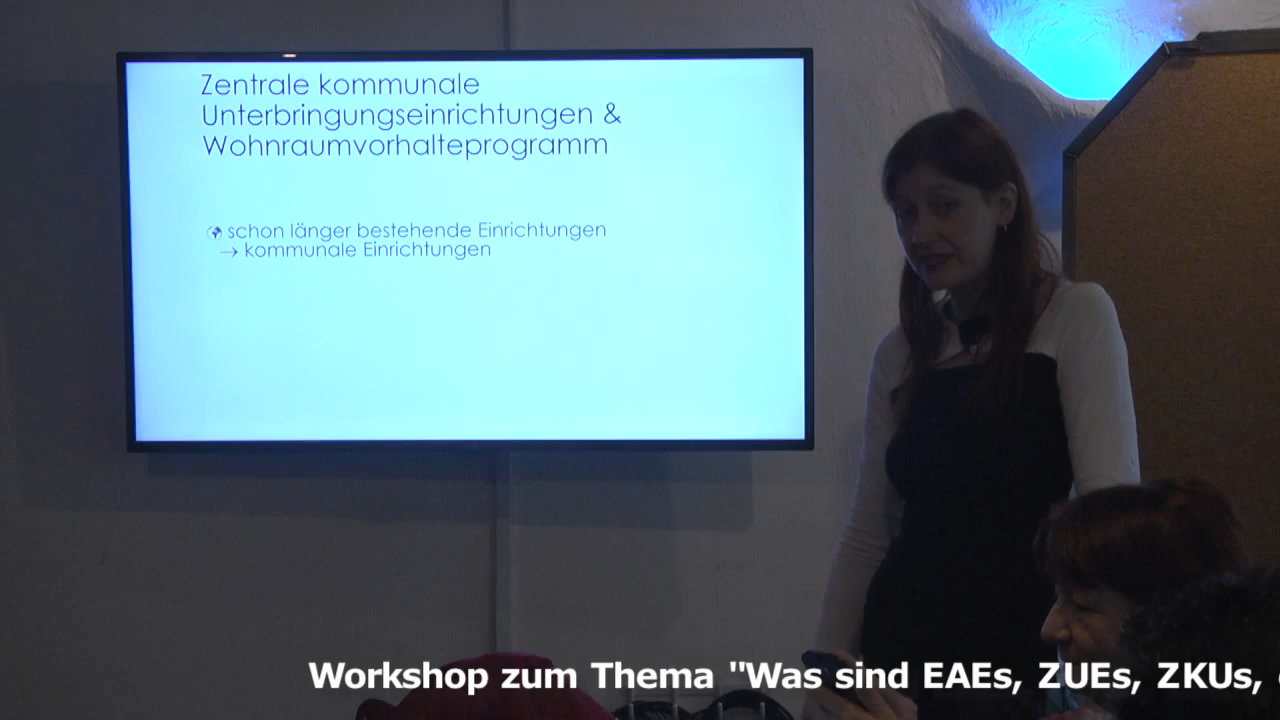 Zentrale kommunale
Unterbringungseinrichtungen &
Wohnraumvorhalteprogramm
schon länger bestehende Einrichtungen
→ kommunale Einrichtungen
Workshop zum Thema "Was sind EAEs, ZUEs, ZKUs,